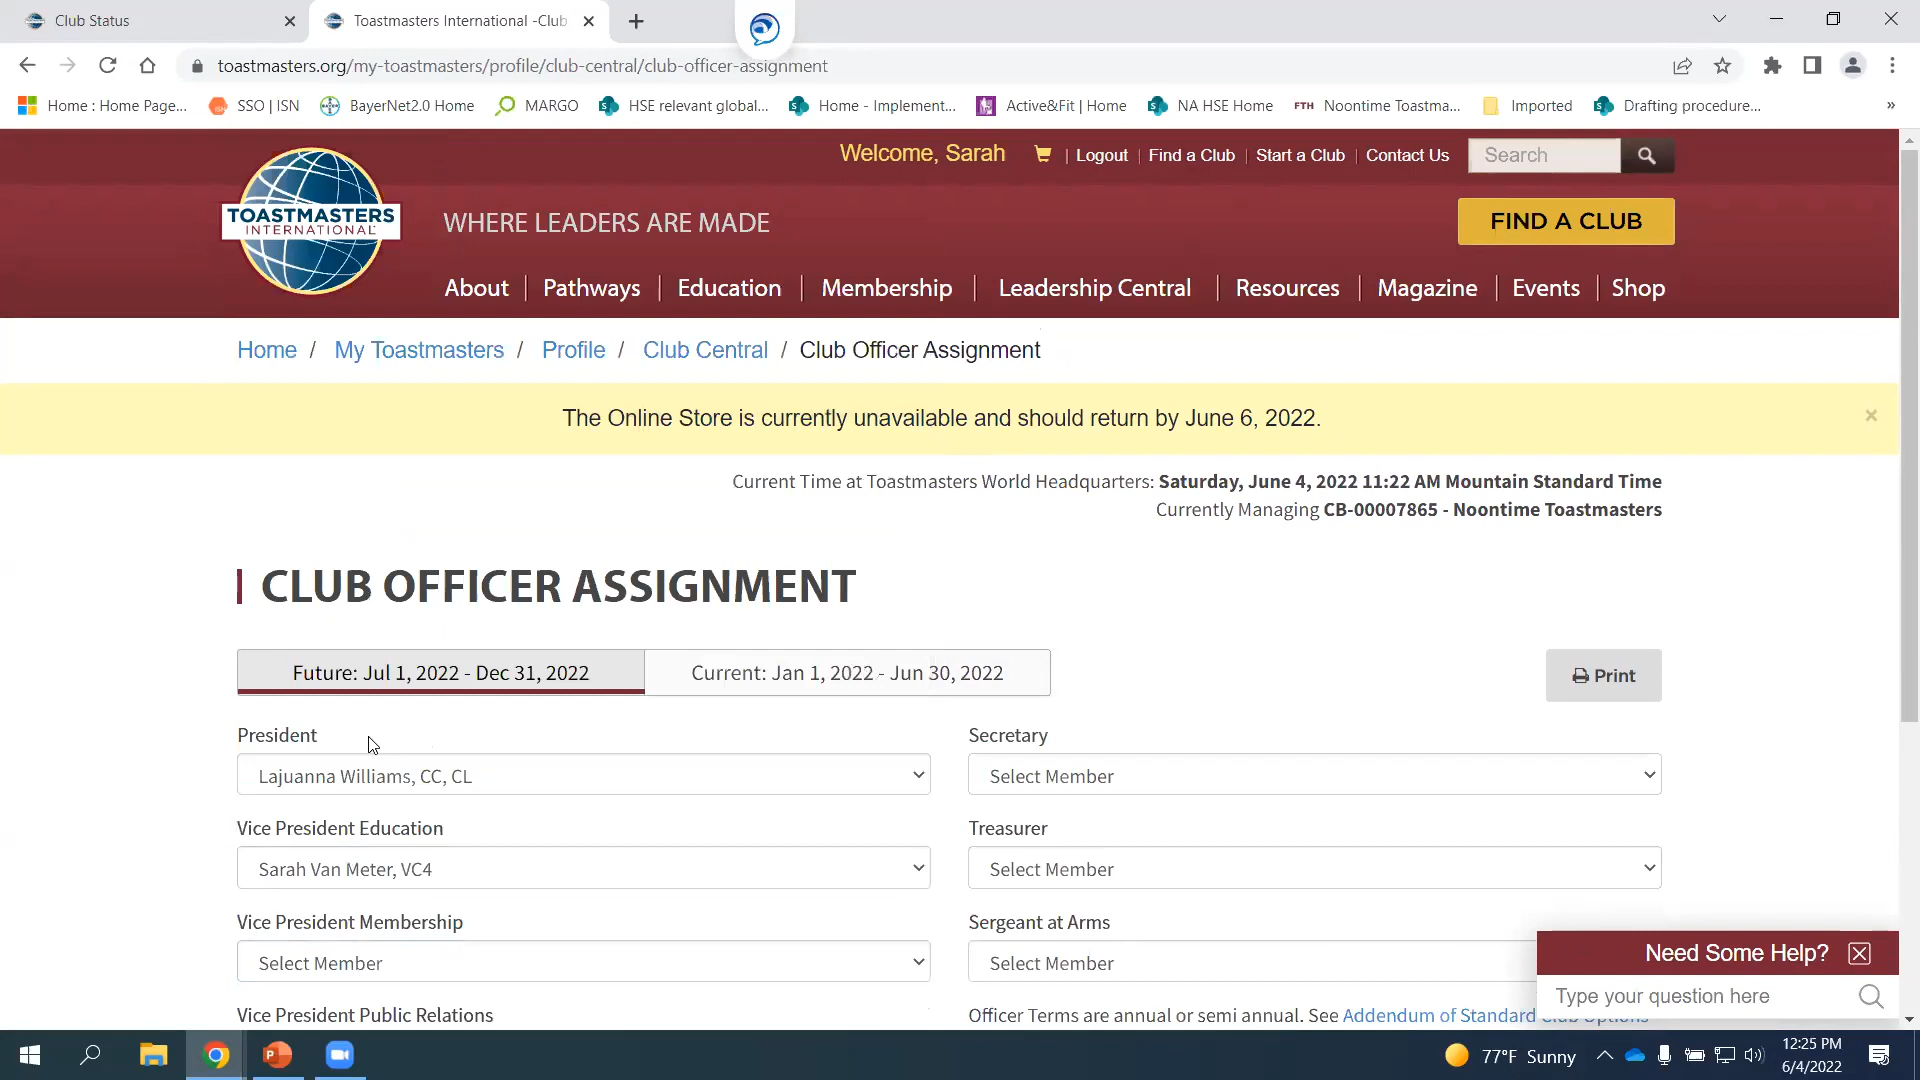 Club Status
Toastmasters International -Club
toastmasters.org/my-toastmasters/profile/club-central/club-officer-assignment
Home : Home Page... SSO | ISN BayerNet2.0 Home MARGO HSE relevant global... Home - Implement... Active&Fit | Home NA HSE Home FTH Noontime Toastma... Imported Drafting procedure... »
Welcome, Sarah | Logout | Find a Club | Start a Club | Contact Us Search
TOASTMASTERS
INTERNATIONAL
WHERE LEADERS ARE MADE
FIND A CLUB
About | Pathways | Education | Membership | Leadership Central | Resources | Magazine | Events | Shop
Home / My Toastmasters / Profile / Club Central / Club Officer Assignment
The Online Store is currently unavailable and should return by June 6, 2022.
×
Current Time at Toastmasters World Headquarters: Saturday, June 4, 2022 11:22 AM Mountain Standard Time
Currently Managing CB-00007865 - Noontime Toastmasters
CLUB OFFICER ASSIGNMENT
Future: Jul 1, 2022 - Dec 31, 2022
Current: Jan 1, 2022 - Jun 30, 2022
Print
President
Lajuanna Williams, CC, CL
Secretary
Select Member
Vice President Education
Sarah Van Meter, VC4
Treasurer
Select Member
Vice President Membership
Select Member
Sergeant at Arms
Select Member
Vice President Public Relations
Officer Terms are annual or semi annual. See Addendum of Standard Club Options
Need Some Help?
Type your question here
77°F Sunny
12:25 PM
6/4/2022